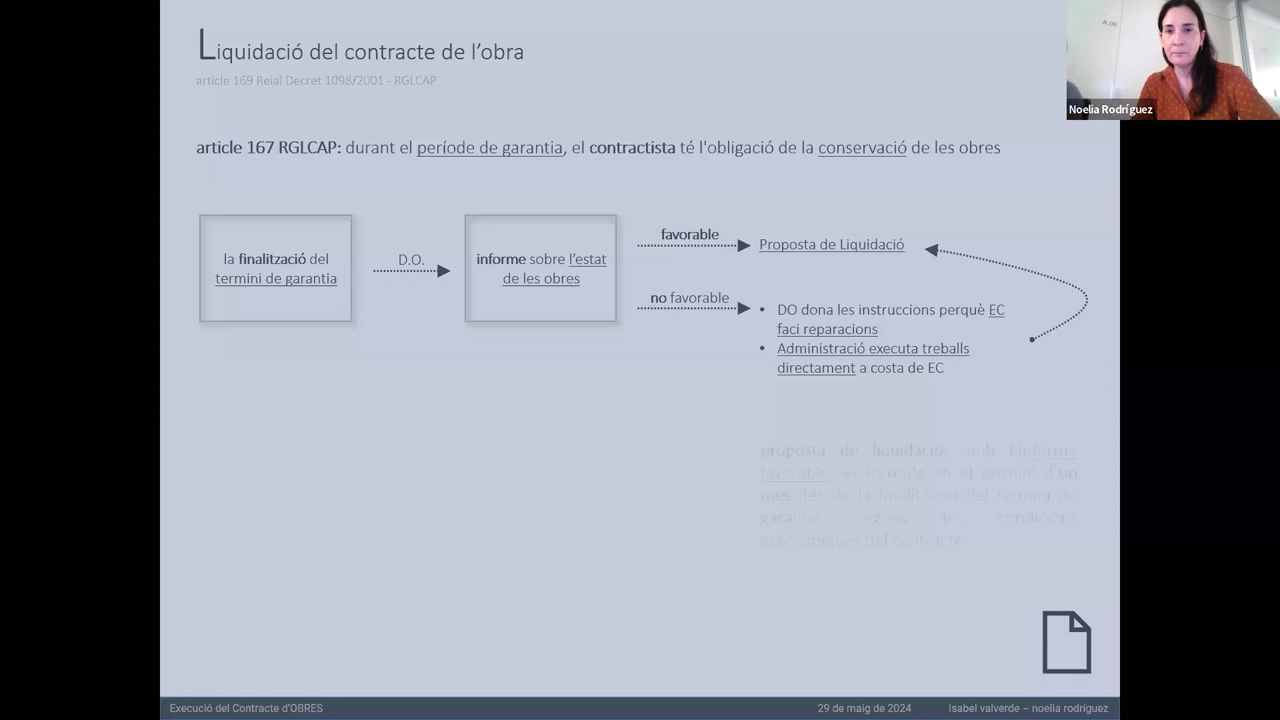 Liquidació del contracte de l'obra
article 169 Reial Decret 1098/2001 - RGLCAP
A.06
Noelia Rodríguez
article 167 RGLCAP: durant el període de garantia, el contractista té l'obligació de la conservació de les obres
la finalització del
termini de garantia
D.O.
informe sobre l'estat
de les obres
favorable
Proposta de Liquidació
no favorable
• DO dona les instruccions perquè EC
faci reparacions
• Administració executa treballs
directament a costa de EC
proposta de liquidació: amb l'informe
favorable, es formula en el termini d'un
mes des de la finalització del termini de
garantia segons les condicions
econòmiques del contracte
Execució del Contracte d'OBRES
29 de maig de 2024
isabel valverde – noelia rodríguez